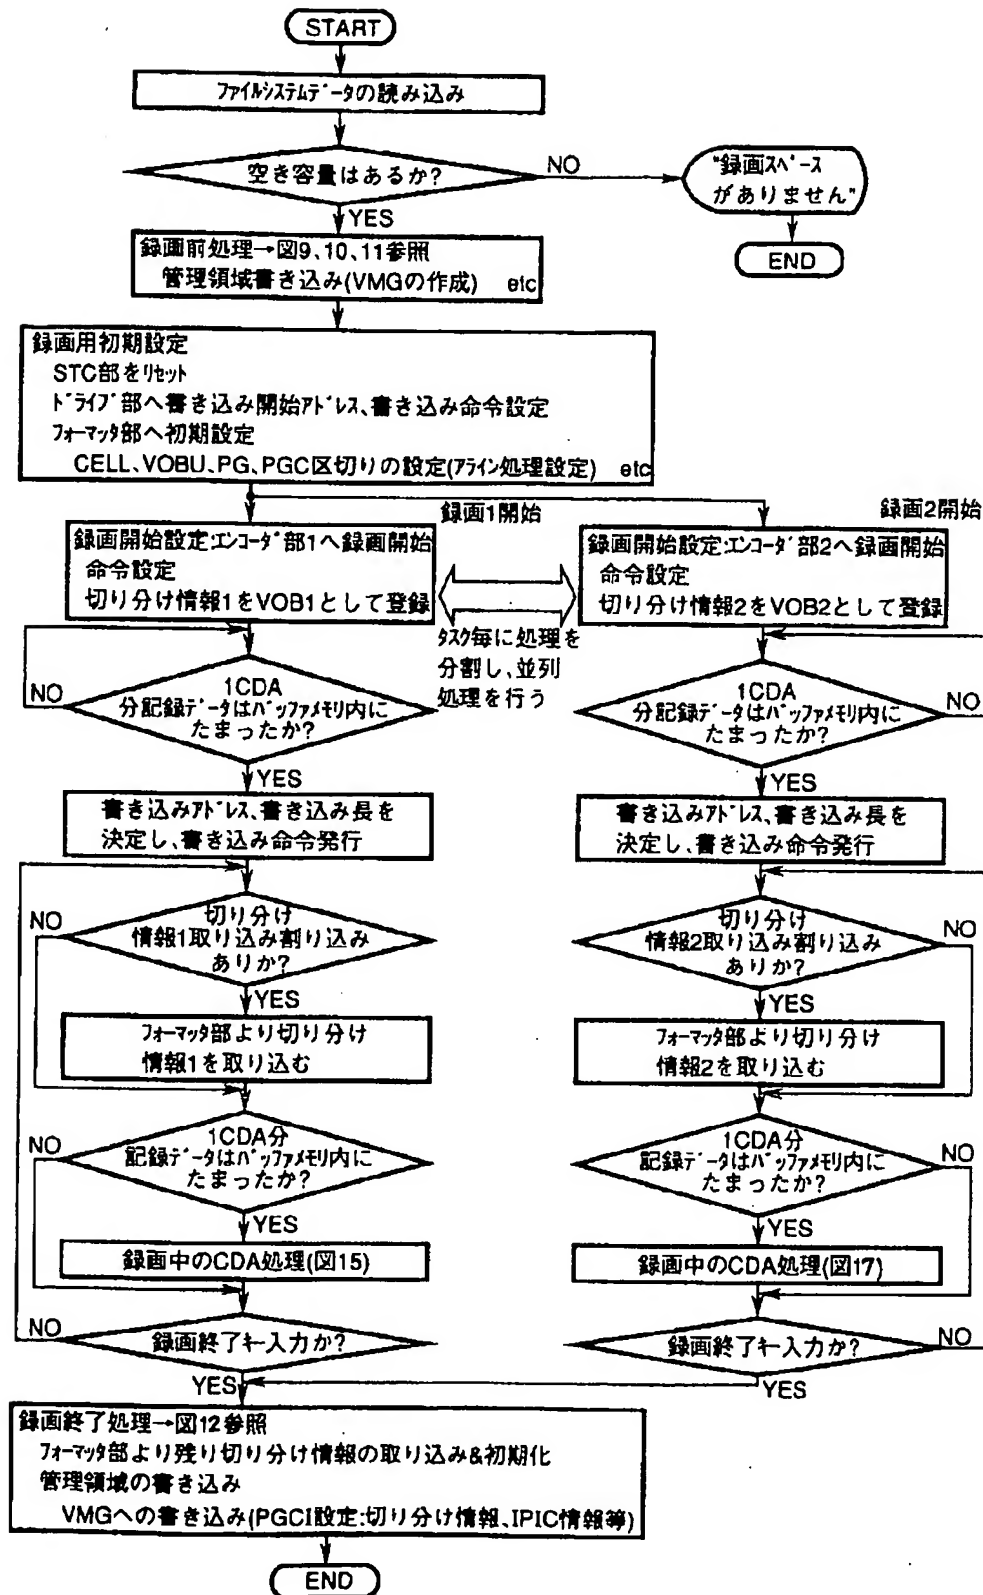 START
ファイルシステムデータの読み込み
空き容量はあるか?
NO
"録画スペース
がありません"
YES
END
録画前処理→図9、10、11参照
管理領域書き込み(VMGの作成) etc
録画用初期設定
STC部をリセット
ドライブ部へ書き込み開始アドレス、書き込み命令設定
フォーマッタ部へ初期設定
CELL、VOBU、PG、PGC区切りの設定(アライン処理設定) etc
録画1開始
録画2開始
録画開始設定:エンコーダ部1へ録画開始
命令設定
切り分け情報1をVOB1として登録
録画開始設定:エンコーダ部2へ録画開始
命令設定
切り分け情報2をVOB2として登録
タスク毎に処理を
分割し、並列
処理を行う
NO
1CDA
分記録データはバッファメモリ内に
たまったか?
YES
1CDA
分記録データはバッファメモリ内に
たまったか?
NO
YES
書き込みアドレス、書き込み長を
決定し、書き込み命令発行
書き込みアドレス、書き込み長を
決定し、書き込み命令発行
NO
切り分け
情報1取り込み割り込み
ありか?
YES
切り分け
情報2取り込み割り込み
ありか?
NO
YES
フォーマッタ部より切り分け
情報1を取り込む
フォーマッタ部より切り分け
情報2を取り込む
NO
1CDA分
記録データはバッファメモリ内に
たまったか?
YES
1CDA分
記録データはバッファメモリ内に
たまったか?
NO
YES
録画中のCDA処理(図15)
録画中のCDA処理(図17)
NO
録画終了キー入力か?
YES
録画終了キー入力か?
NO
YES
録画終了処理→図12参照
フォーマッタ部より残り切り分け情報の取り込み&初期化
管理領域の書き込み
VMGへの書き込み(PGCI設定:切り分け情報、IPIC情報等)
END